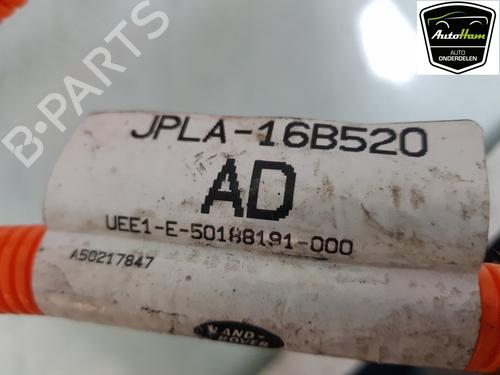 AutoHam
AUTO
ONDERDELEN
B-PARTS
JPLA-16B520
AD
UEE1-E-50188191-000
A50217847
LAND-
ROVER